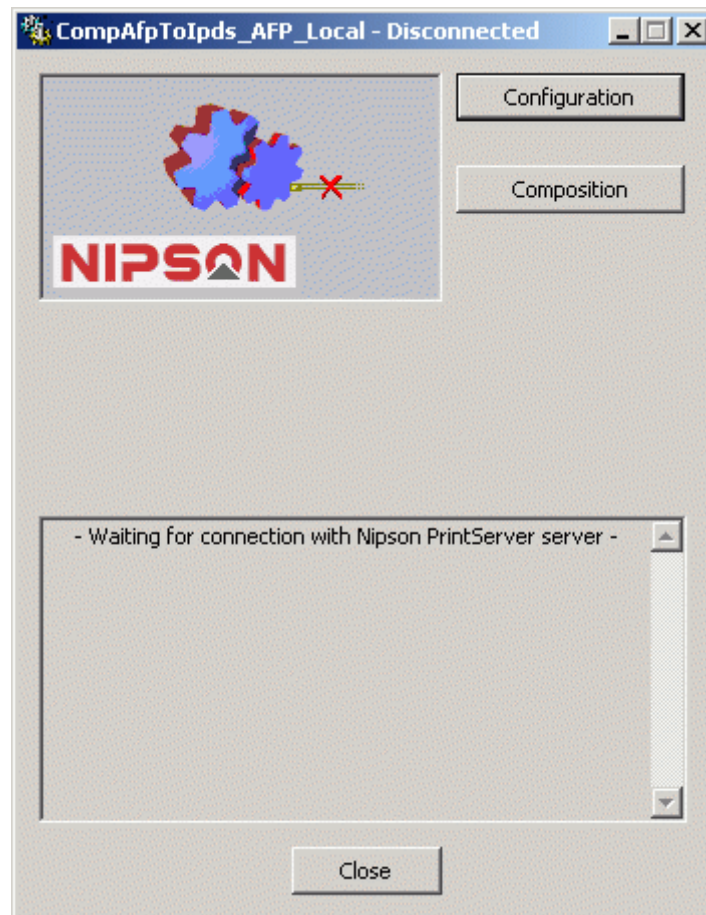 CompAfpToIpds_AFP_Local - Disconnected
Configuration
Composition
NIPSON
- Waiting for connection with Nipson PrintServer server -
Close